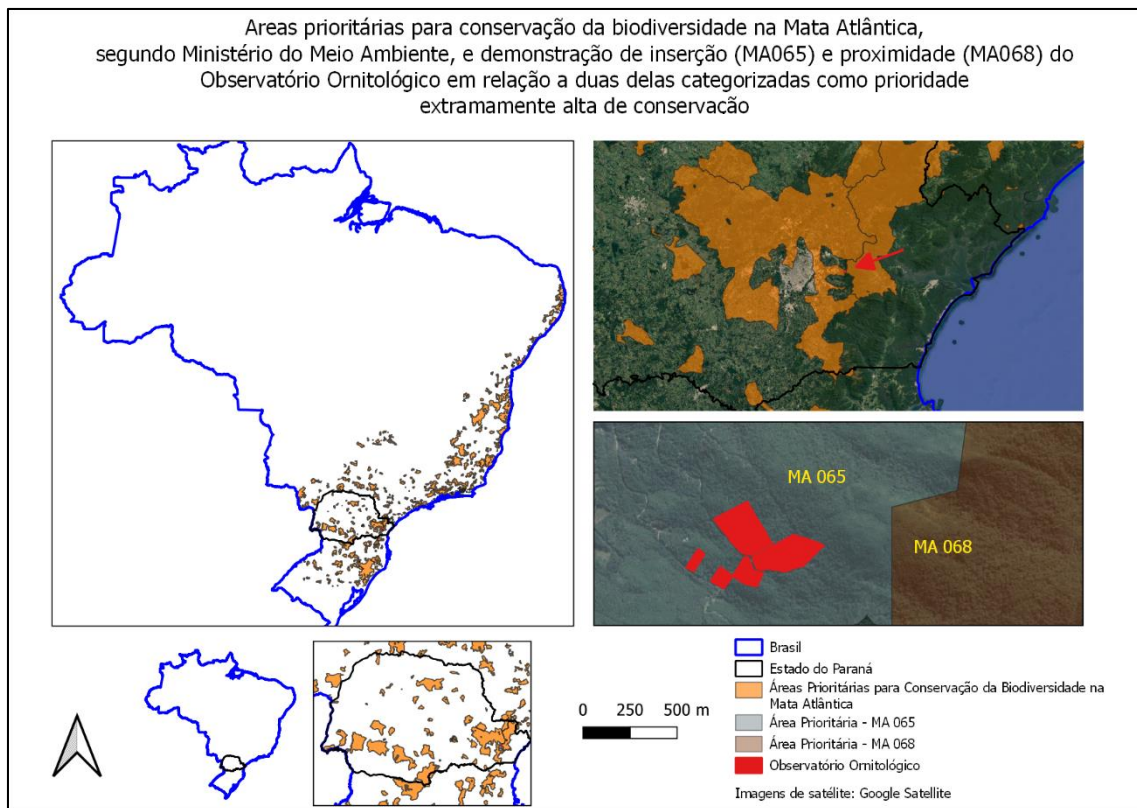 Areas prioritárias para conservação da biodiversidade na Mata Atlântica,
segundo Ministério do Meio Ambiente, e demonstração de inserção (MA065) e proximidade (MA068) do
Observatório Ornitológico em relação a duas delas categorizadas como prioridade
extramamente alta de conservação
MA 065
MA 068
Brasil
Estado do Paraná
Áreas Prioritárias para Conservação da Biodiversidade na
Mata Atlântica
Área Prioritária - MA 065
Área Prioritária - MA 068
Observatório Ornitológico
Imagens de satélite: Google Satellite
0 250 500 m